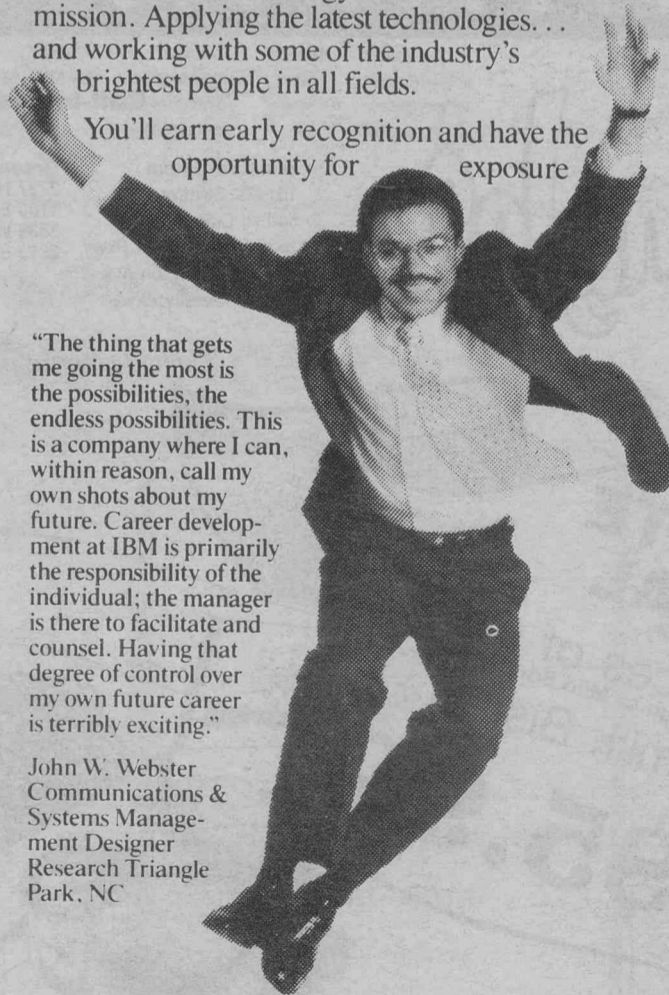 mission. Applying the latest technologies. . .
and working with some of the industry's
brightest people in all fields.
You'll earn early recognition and have the
opportunity for exposure
"The thing that gets
me going the most is
the possibilities, the
endless possibilities. This
is a company where I can,
within reason, call my
own shots about my
future. Career develop-
ment at IBM is primarily
the responsibility of the
individual; the manager
is there to facilitate and
counsel. Having that
degree of control over
my own future career
is terribly exciting."
John W. Webster
Communications &
Systems Manage-
ment Designer
Research Triangle
Park, NC